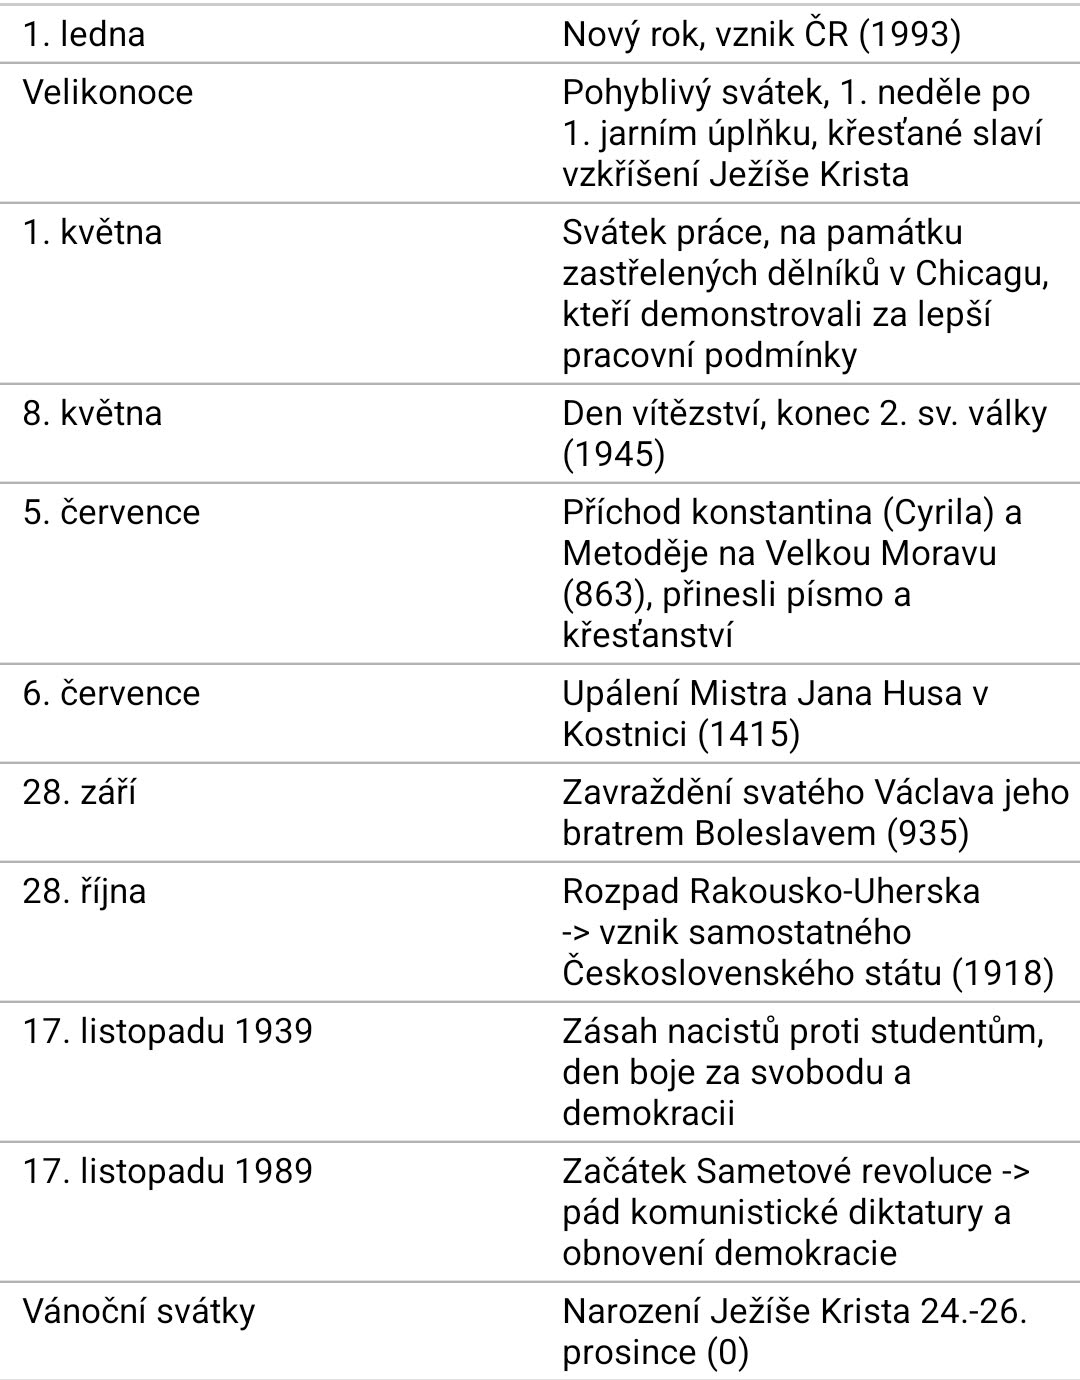 1. ledna
Nový rok, vznik ČR (1993)
Velikonoce
Pohyblivý svátek, 1. neděle po
1. jarním úplňku, křesťané slaví
vzkříšení Ježíše Krista
1. května
Svátek práce, na památku
zastřelených dělníků v Chicagu,
kteří demonstrovali za lepší
pracovní podmínky
8. května
Den vítězství, konec 2. sv. války
(1945)
5. července
Příchod konstantina (Cyrila) a
Metoděje na Velkou Moravu
(863), přinesli písmo a
křesťanství
6. července
Upálení Mistra Jana Husa v
Kostnici (1415)
28. září
Zavraždění svatého Václava jeho
bratrem Boleslavem (935)
28. října
Rozpad Rakousko-Uherska
-> vznik samostatného
Československého státu (1918)
17. listopadu 1939
Zásah nacistů proti studentům,
den boje za svobodu a
demokracii
17. listopadu 1989
Začátek Sametové revoluce ->
pád komunistické diktatury a
obnovení demokracie
Vánoční svátky
Narození Ježíše Krista 24.-26.
prosince (0)